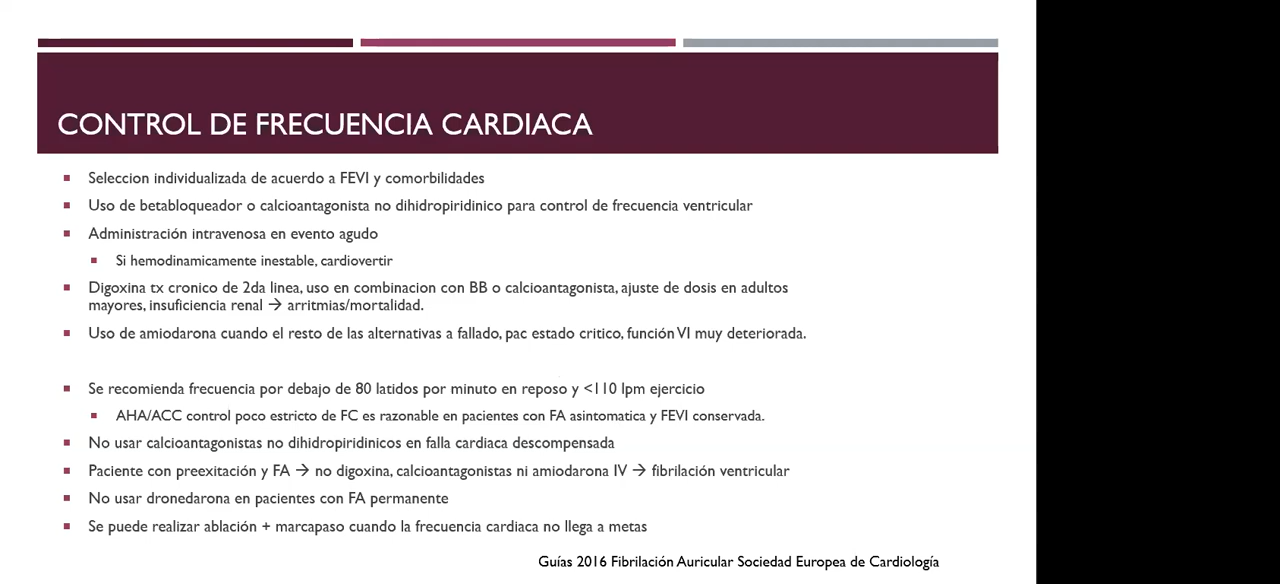 CONTROL DE FRECUENCIA CARDIACA
Seleccion individualizada de acuerdo a FEVI y comorbilidades
Uso de betabloqueador o calcioantagonista no dihidropiridinico para control de frecuencia ventricular
Administración intravenosa en evento agudo
Si hemodinamicamente inestable, cardiovertir
Digoxina tx cronico de 2da linea, uso en combinacion con BB o calcioantagonista, ajuste de dosis en adultos
mayores, insuficiencia renal → arritmias/mortalidad.
Uso de amiodarona cuando el resto de las alternativas a fallado, pac estado critico, función VI muy deteriorada.
Se recomienda frecuencia por debajo de 80 latidos por minuto en reposo y <110 lpm ejercicio
AHA/ACC control poco estricto de FC es razonable en pacientes con FA asintomatica y FEVI conservada.
No usar calcioantagonistas no dihidropiridinicos en falla cardiaca descompensada
Paciente con preexitación y FA → no digoxina, calcioantagonistas ni amiodarona IV → fibrilación ventricular
No usar dronedarona en pacientes con FA permanente
Se puede realizar ablación + marcapaso cuando la frecuencia cardiaca no llega a metas
Guías 2016 Fibrilación Auricular Sociedad Europea de Cardiología